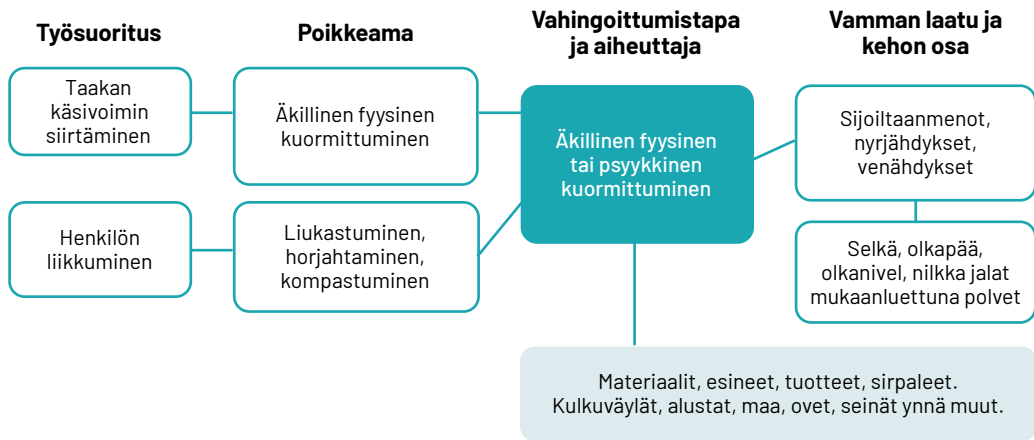 Työsuoritus
Poikkeama
Vahingoittumistapa
ja aiheuttaja
Vamman laatu ja
kehon osa
Taakan
käsivoimin
siirtäminen
Äkillinen fyysinen
kuormittuminen
Äkillinen fyysinen
tai psyykkinen
kuormittuminen
Sijoiltaanmenot,
nyrjähdykset,
venähdykset
Henkilön
liikkuminen
Liukastuminen,
horjahtaminen,
kompastuminen
Selkä, olkapää,
olkanivel, nilkka jalat
mukaanluettuna polvet
Materiaalit, esineet, tuotteet, sirpaleet.
Kulkuväylät, alustat, maa, ovet, seinät ynnä muut.